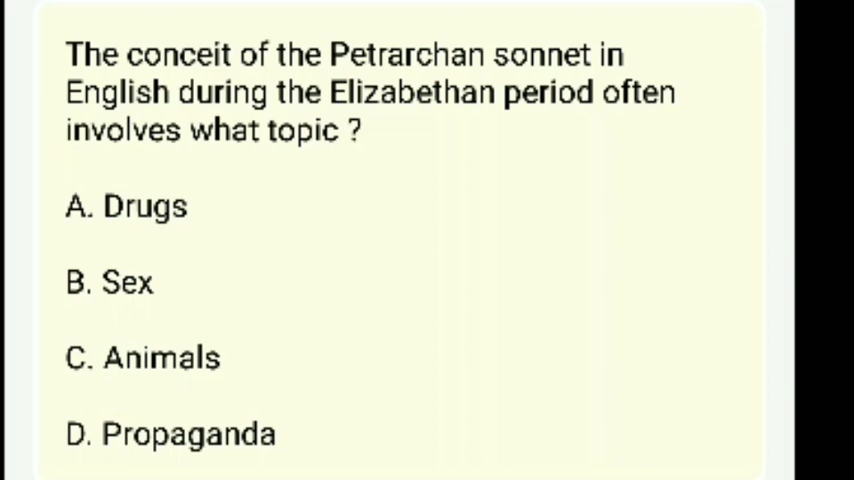 The conceit of the Petrarchan sonnet in
English during the Elizabethan period often
involves what topic ?
A. Drugs
B. Sex
C. Animals
D. Propaganda